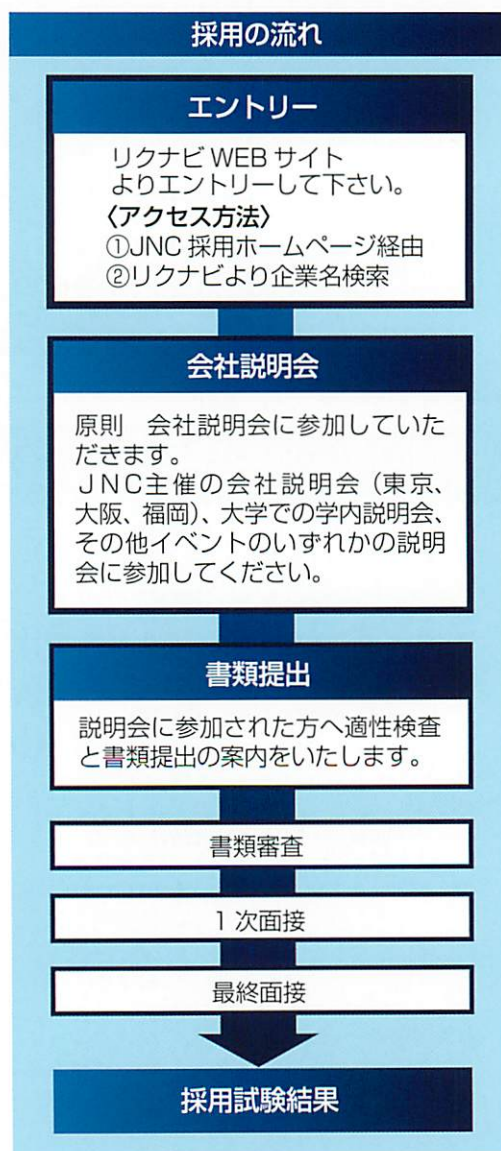 採用の流れ
エントリー
リクナビ WEB サイト
よりエントリーして下さい。
〈アクセス方法〉
①JNC 採用ホームページ経由
②リクナビより企業名検索
会社説明会
原則　会社説明会に参加していた
だきます。
JNC主催の会社説明会（東京、
大阪、福岡）、大学での学内説明会、
その他イベントのいずれかの説明
会に参加してください。
書類提出
説明会に参加された方へ適性検査
と書類提出の案内をいたします。
書類審査
1 次面接
最終面接
採用試験結果